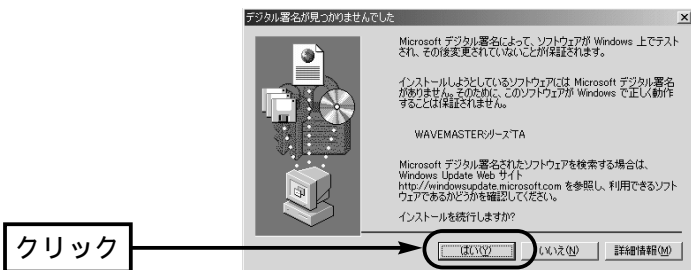 デジタル署名が見つかりませんでした
Microsoft デジタル署名によって、ソフトウェアが Windows 上でテスト
され、その後変更されていないことが保証されます。
インストールしようとしているソフトウェアには Microsoft デジタル署名
がありません。そのために、このソフトウェアが Windows で正しく動作
することは保証されません。
WAVEMASTERシリーズTA
Microsoft デジタル署名されたソフトウェアを検索する場合は、
Windows Update Web サイト
http://windowsupdate.microsoft.com を参照し、利用できるソフト
ウェアであるかどうかを確認してください。
インストールを続行しますか?
クリック
はい(Y)
いいえ(N)
詳細情報(M)